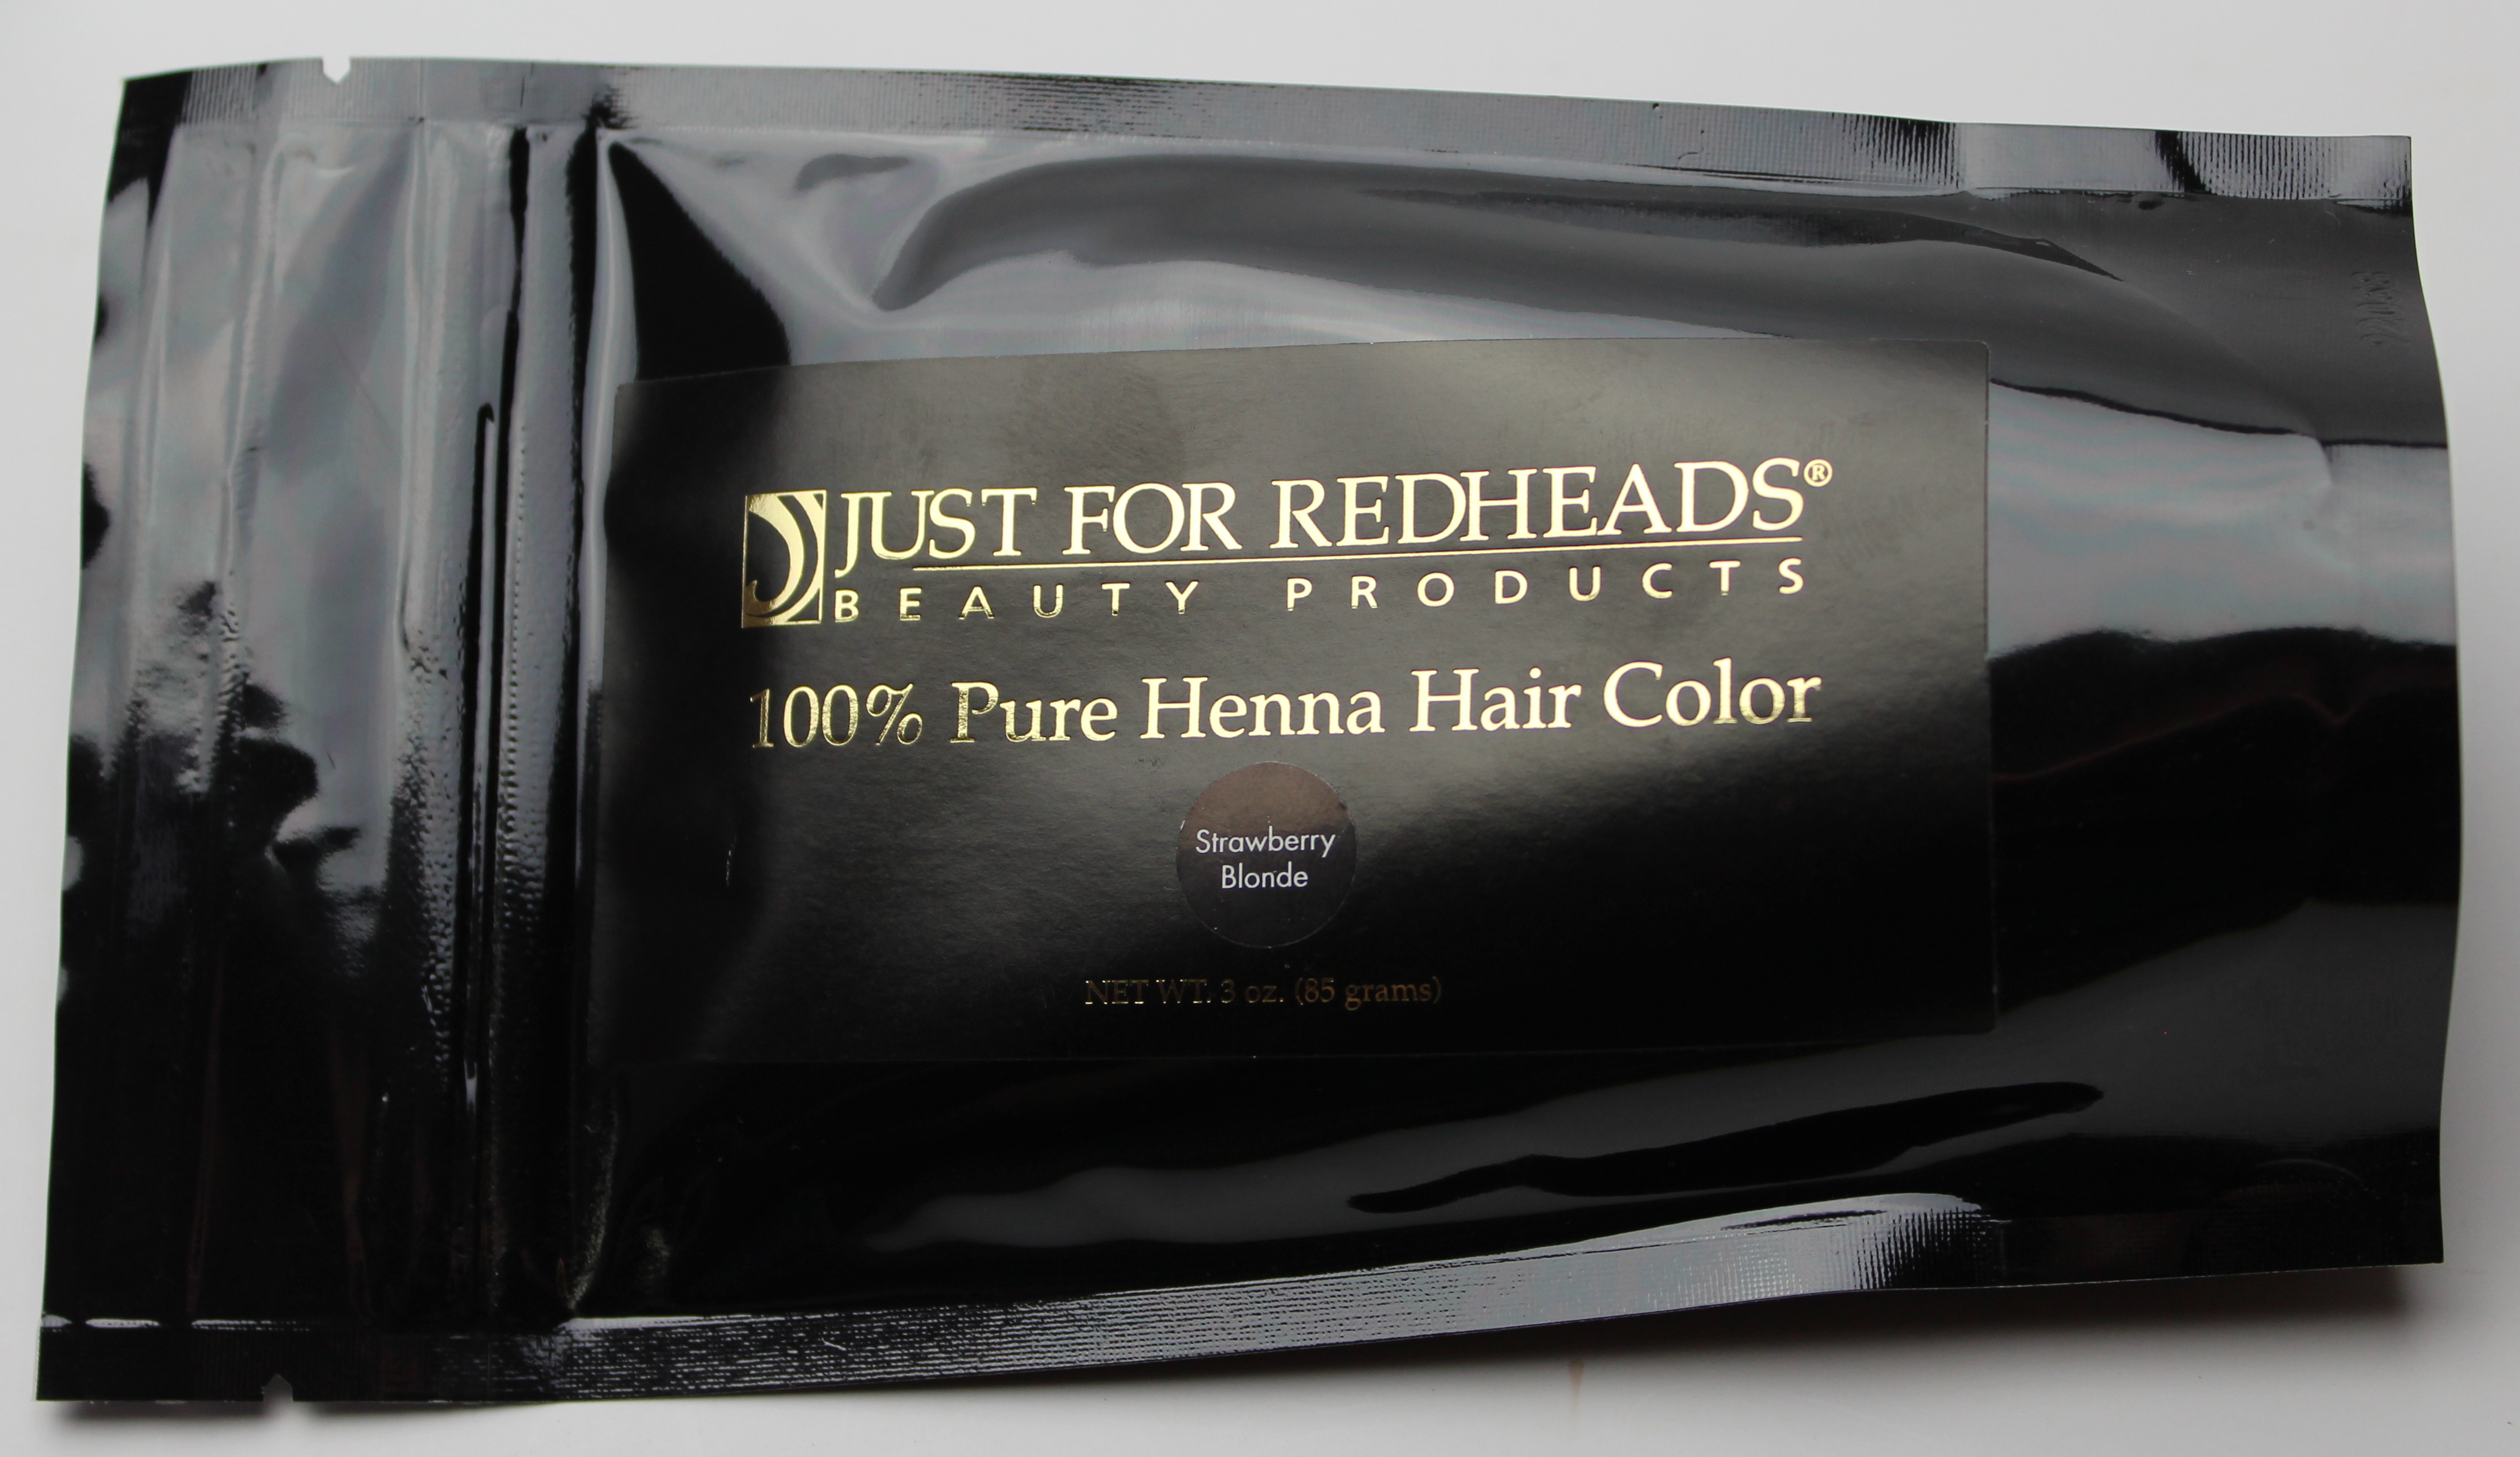 JUST FOR REDHEADS®
BEAUTY PRODUCTS
100% Pure Henna Hair Color
Strawberry
Blonde
NET WT. 3 oz. (85 grams)